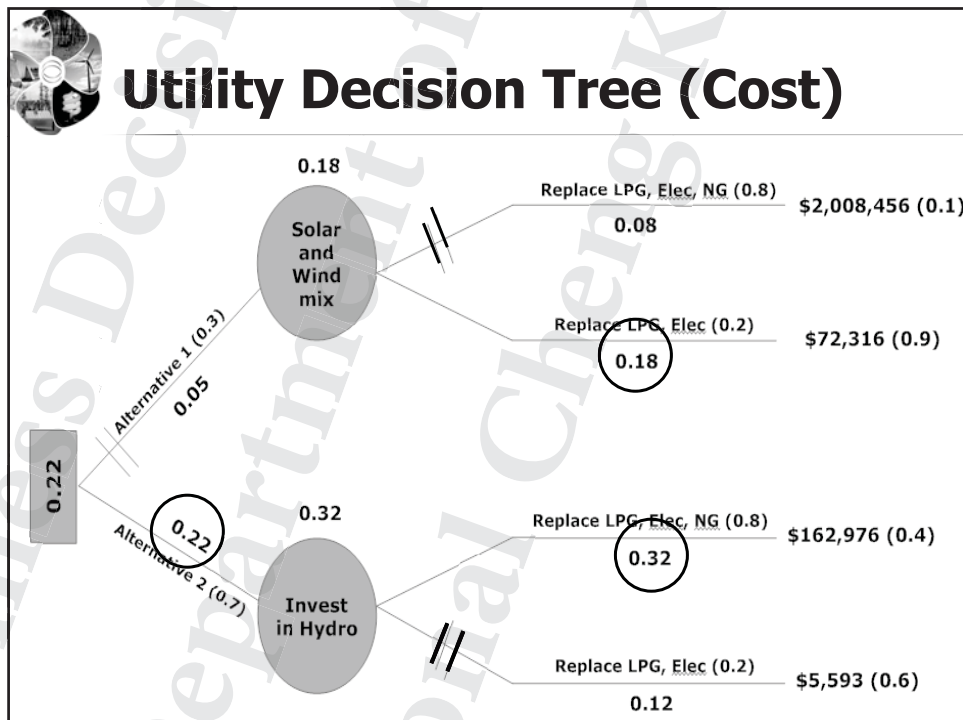 Utility Decision Tree (Cost)
0.18
Solar
and
Wind
mix
Replace LPG, Elec, NG (0.8)
0.08
$2,008,456 (0.1)
Replace LPG, Elec (0.2)
0.18
$72,316 (0.9)
Alternative 1 (0.3)
0.05
0.22
0.22
Alternative 2 (0.7)
0.32
Invest
in Hydro
Replace LPG, Elec, NG (0.8)
0.32
$162,976 (0.4)
Replace LPG, Elec (0.2)
0.12
$5,593 (0.6)